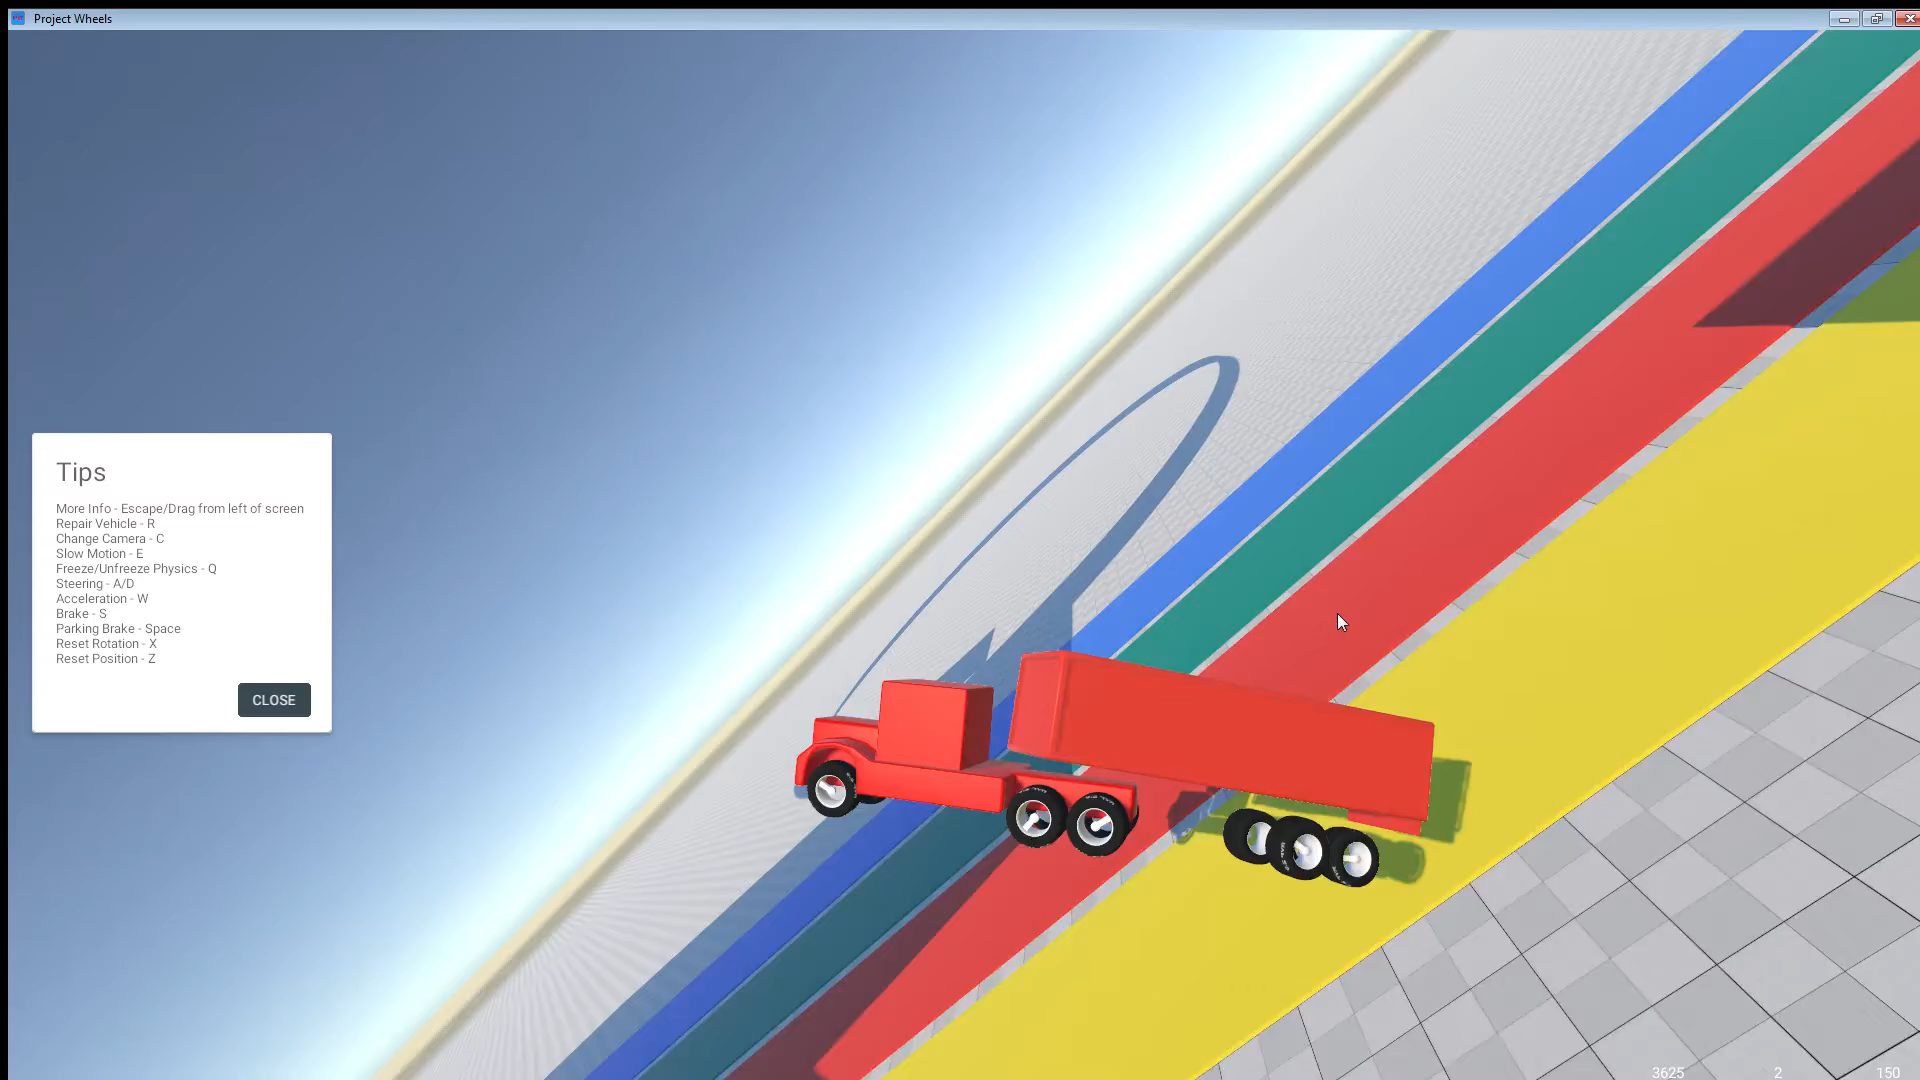 Project Wheels
Tips
More Info - Escape/Drag from left of screen
Repair Vehicle - R
Change Camera - C
Slow Motion - E
Freeze/Unfreeze Physics - Q
Steering - A/D
Acceleration - W
Brake - S
Parking Brake - Space
Reset Rotation - X
Reset Position - Z
CLOSE
3625 2 150